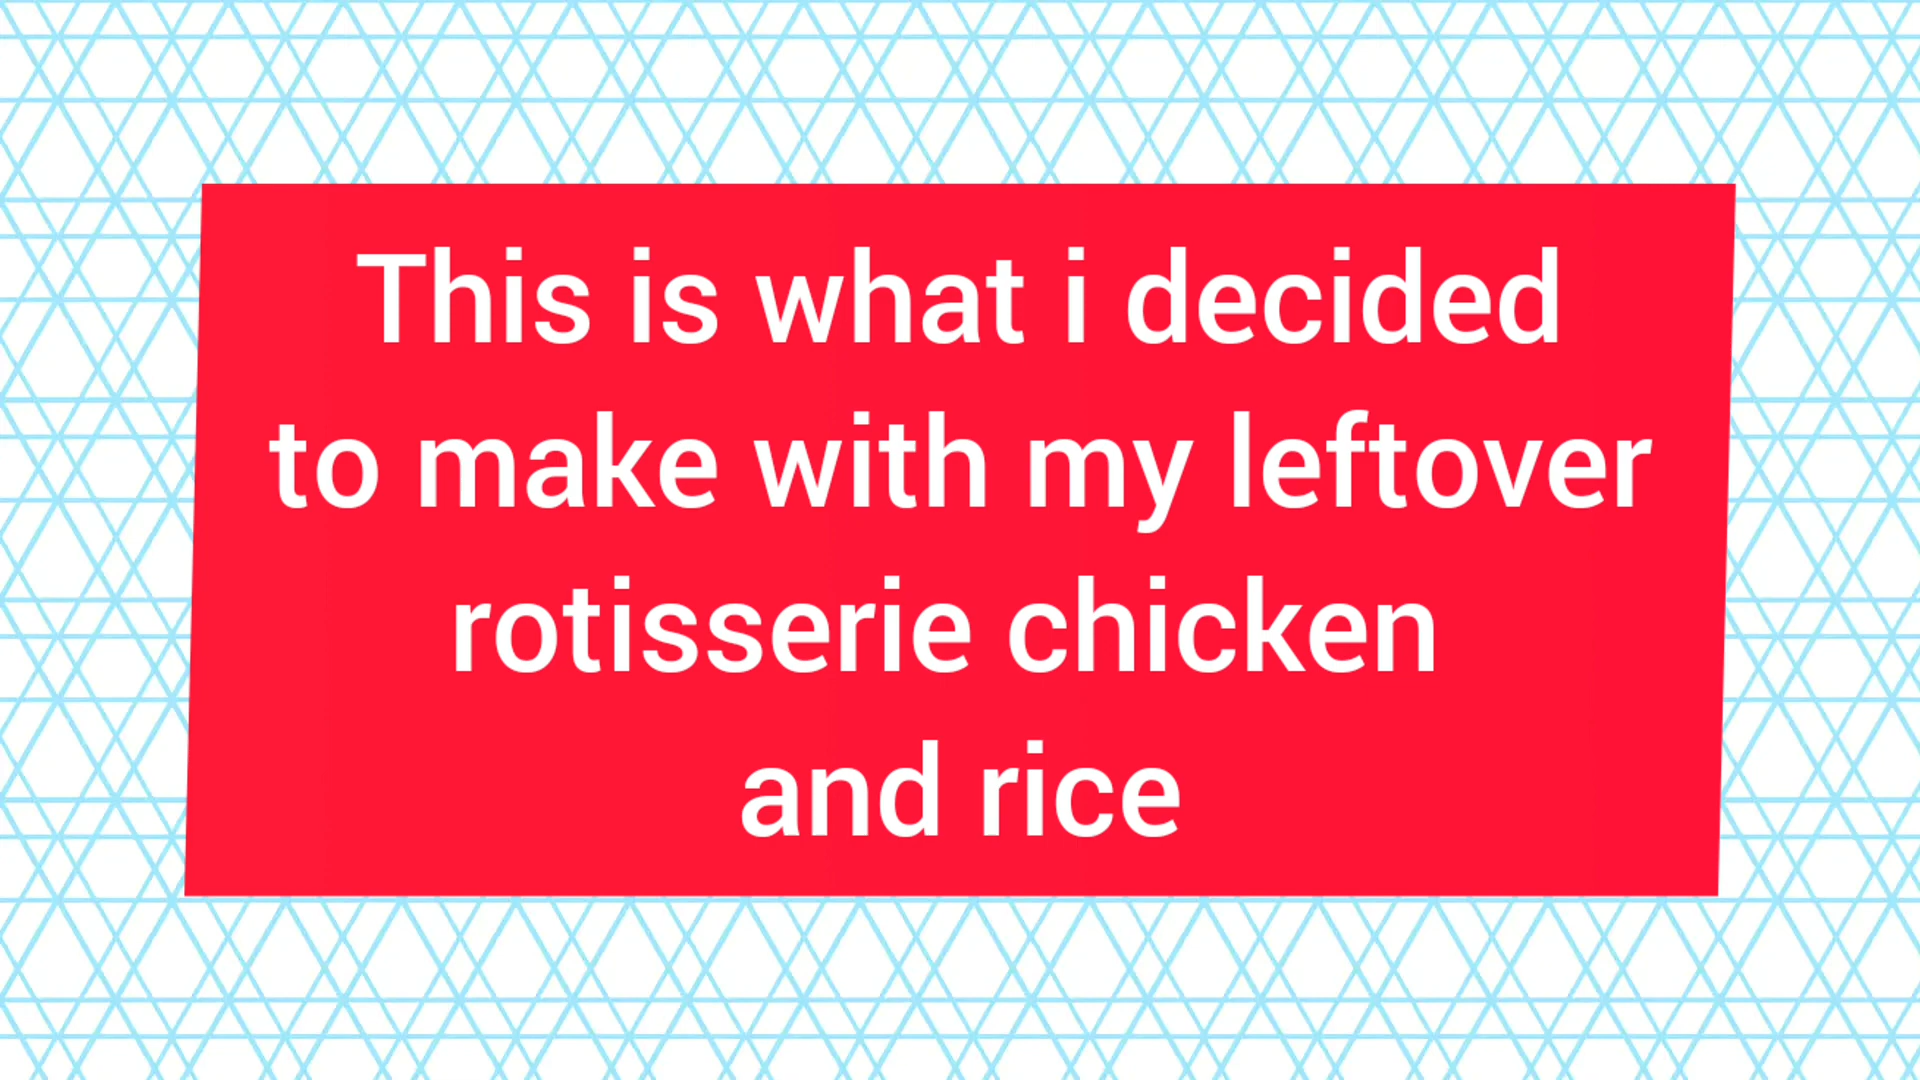 This is what i decided
to make with my leftover
rotisserie chicken
and rice